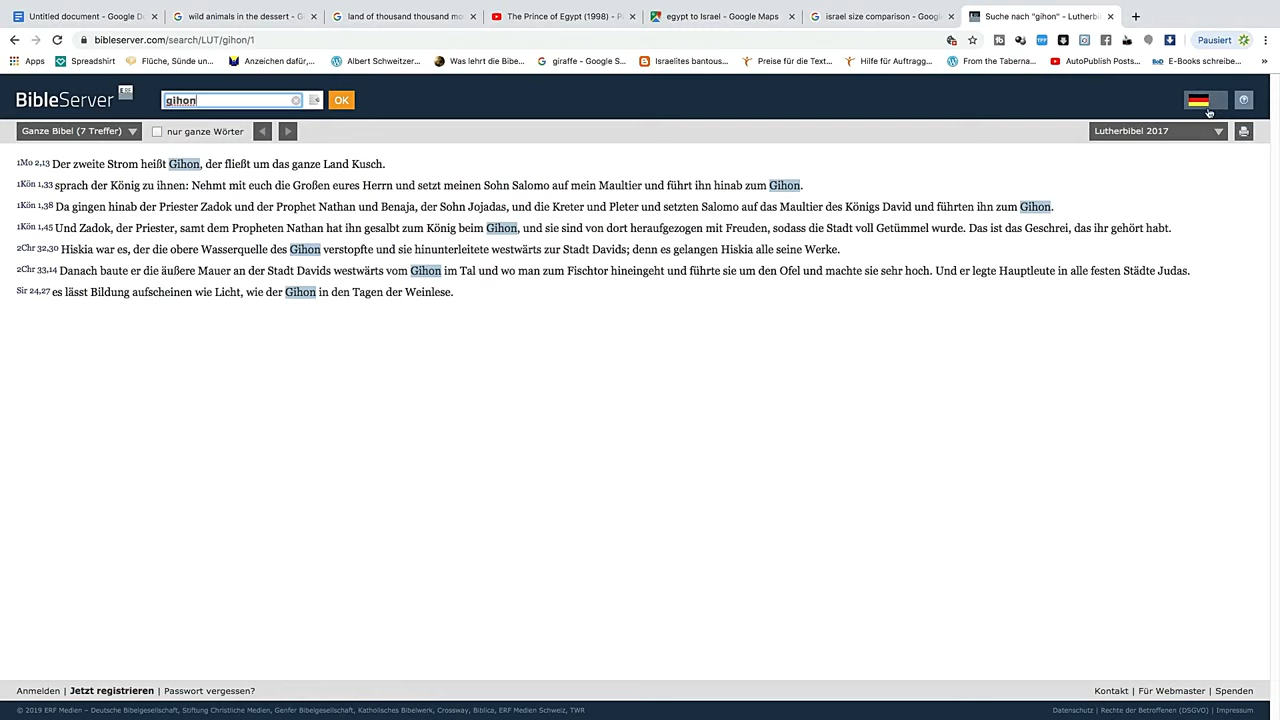 Untitled document - Google D
wild animals in the dessert - G
land of thousand thousand mo
The Prince of Egypt (1998) - P
egypt to Israel - Google Maps
israel size comparison - Google
Suche nach "gihon" - Lutherbi
bibleserver.com/search/LUT/gihon/1
Pausiert
Apps
Spreadshirt
Flüche, Sünde un...
Anzeichen dafür,...
Albert Schweitzer...
Was lehrt die Bibe...
giraffe - Google S...
Israelites bantous...
Preise für die Text...
Hilfe für Auftragg...
From the Taberna...
AutoPublish Posts...
E-Books schreibe...
BibleServer
ERF
gihon
OK
Ganze Bibel (7 Treffer)
nur ganze Wörter
Lutherbibel 2017
1Mo 2,13 Der zweite Strom heißt Gihon, der fließt um das ganze Land Kusch.
1Kön 1,33 sprach der König zu ihnen: Nehmt mit euch die Großen eures Herrn und setzt meinen Sohn Salomo auf mein Maultier und führt ihn hinab zum Gihon.
1Kön 1,38 Da gingen hinab der Priester Zadok und der Prophet Nathan und Benaja, der Sohn Jojadas, und die Kreter und Pleter und setzten Salomo auf das Maultier des Königs David und führten ihn zum Gihon.
1Kön 1,45 Und Zadok, der Priester, samt dem Propheten Nathan hat ihn gesalbt zum König beim Gihon, und sie sind von dort heraufgezogen mit Freuden, sodass die Stadt voll Getümmel wurde. Das ist das Geschrei, das ihr gehört habt.
2Chr 32,30 Hiskia war es, der die obere Wasserquelle des Gihon verstopfte und sie hinunterleitete westwärts zur Stadt Davids; denn es gelangen Hiskia alle seine Werke.
2Chr 33,14 Danach baute er die äußere Mauer an der Stadt Davids westwärts vom Gihon im Tal und wo man zum Fischtor hineingeht und führte sie um den Ofel und machte sie sehr hoch. Und er legte Hauptleute in alle festen Städte Judas.
Sir 24,27 es lässt Bildung aufscheinen wie Licht, wie der Gihon in den Tagen der Weinlese.
Anmelden | Jetzt registrieren | Passwort vergessen?
Kontakt | Für Webmaster | Spenden
© 2019 ERF Medien – Deutsche Bibelgesellschaft, Stiftung Christliche Medien, Genfer Bibelgesellschaft, Katholisches Bibelwerk, Crossway, Biblica, ERF Medien Schweiz, TWR
Datenschutz | Rechte der Betroffenen (DSGVO) | Impressum